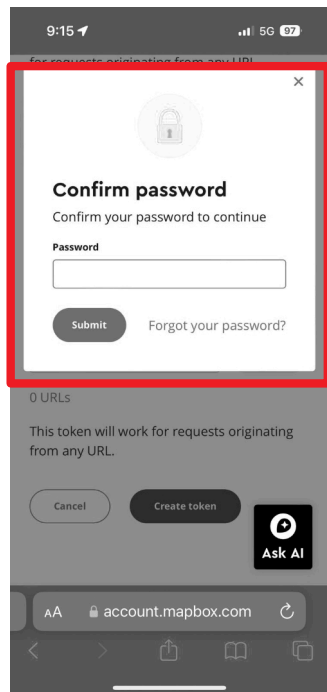 9:15
5G 97
for requests originating from any URL
×
Confirm password
Confirm your password to continue
Password
Submit
Forgot your password?
0 URLs
This token will work for requests originating
from any URL.
Cancel
Create token
Ask AI
AA account.mapbox.com